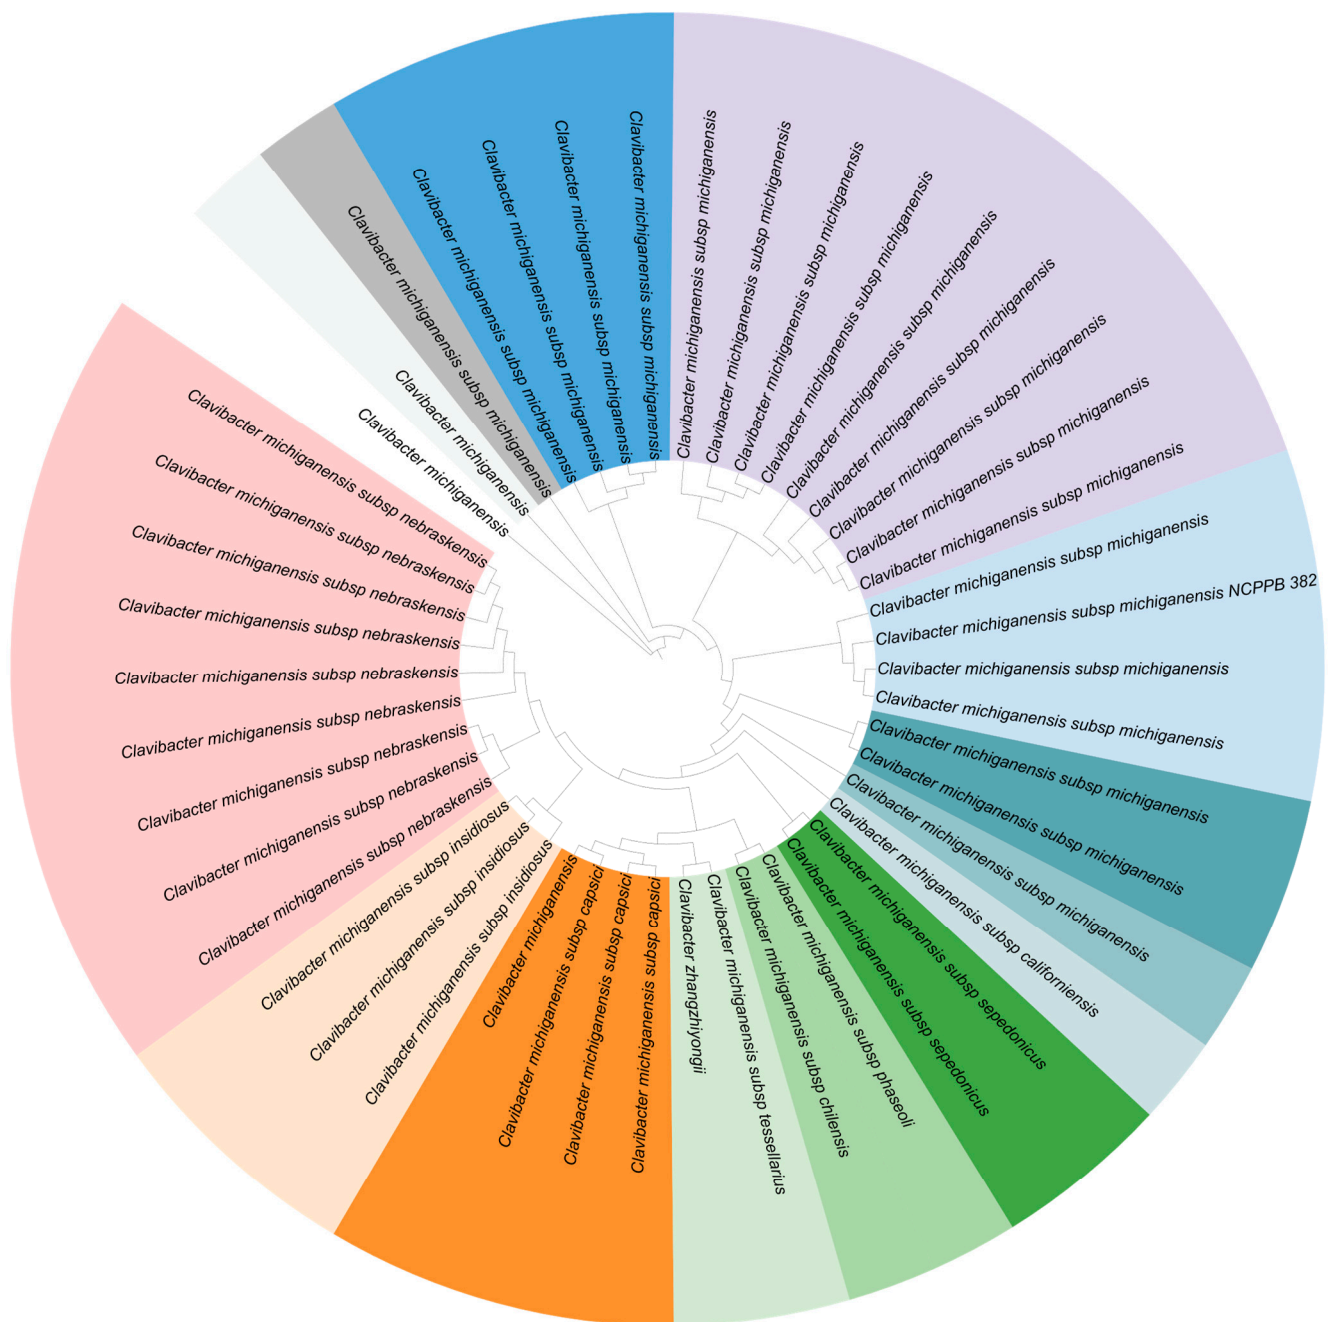 Clavibacter michiganensis subsp michiganensis
Clavibacter michiganensis subsp michiganensis
Clavibacter michiganensis subsp michiganensis
Clavibacter michiganensis subsp michiganensis
Clavibacter michiganensis subsp michiganensis
Clavibacter michiganensis subsp michiganensis
Clavibacter michiganensis subsp michiganensis
Clavibacter michiganensis subsp michiganensis
Clavibacter michiganensis subsp michiganensis
Clavibacter michiganensis subsp michiganensis
Clavibacter michiganensis subsp michiganensis NCPPB 382
Clavibacter michiganensis subsp michiganensis
Clavibacter michiganensis subsp michiganensis
Clavibacter michiganensis subsp michiganensis
Clavibacter michiganensis subsp michiganensis
Clavibacter michiganensis subsp michiganensis
Clavibacter michiganensis subsp californiensis
Clavibacter michiganensis subsp sepedonicus
Clavibacter michiganensis subsp sepedonicus
Clavibacter michiganensis subsp phaseoli
Clavibacter michiganensis subsp chilensis
Clavibacter michiganensis subsp tessellarius
Clavibacter zhangzhiyongii
Clavibacter michiganensis subsp capsici
Clavibacter michiganensis subsp capsici
Clavibacter michiganensis subsp capsici
Clavibacter michiganensis
Clavibacter michiganensis subsp insidiosus
Clavibacter michiganensis subsp insidiosus
Clavibacter michiganensis subsp insidiosus
Clavibacter michiganensis subsp nebraskensis
Clavibacter michiganensis subsp nebraskensis
Clavibacter michiganensis subsp nebraskensis
Clavibacter michiganensis subsp nebraskensis
Clavibacter michiganensis subsp nebraskensis
Clavibacter michiganensis subsp nebraskensis
Clavibacter michiganensis subsp nebraskensis
Clavibacter michiganensis subsp nebraskensis
Clavibacter michiganensis subsp nebraskensis
Clavibacter michiganensis
Clavibacter michiganensis
Clavibacter michiganensis subsp michiganensis
Clavibacter michiganensis subsp michiganensis
Clavibacter michiganensis subsp michiganensis
Clavibacter michiganensis subsp michiganensis
Clavibacter michiganensis subsp michiganensis